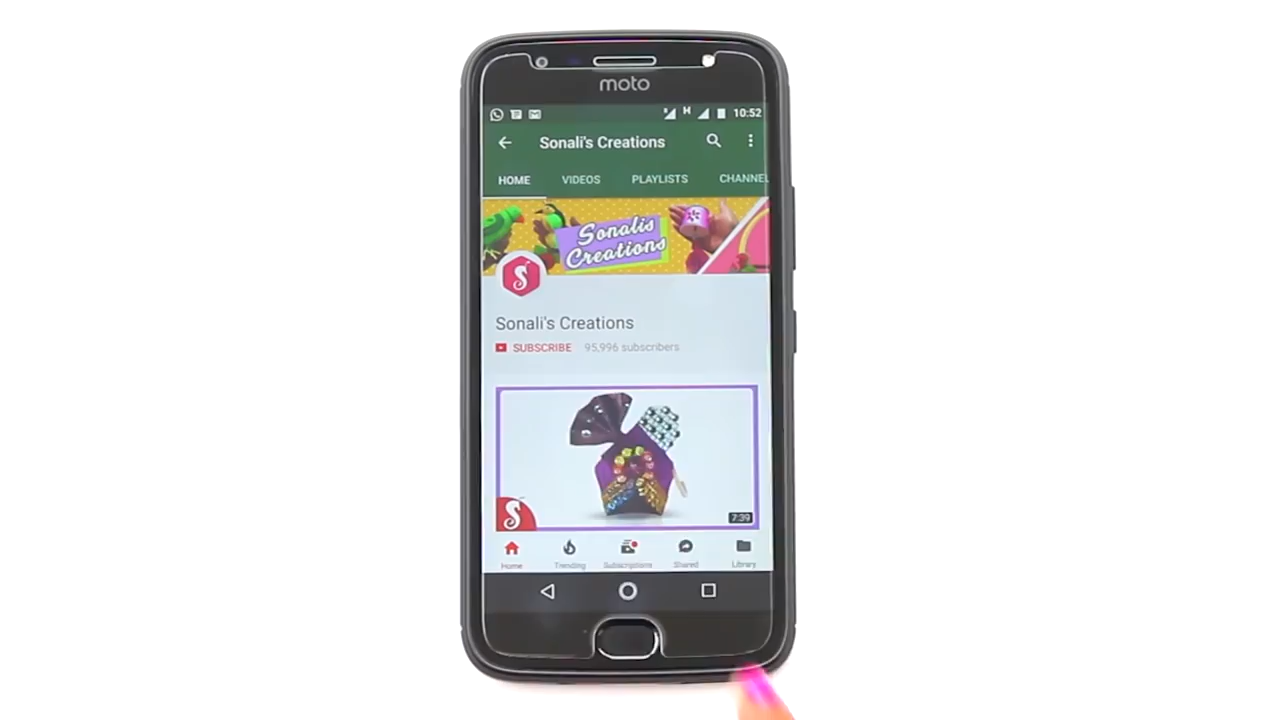 moto
H 10:52
Sonali's Creations
HOME VIDEOS PLAYLISTS CHANNEL
Sonalis
Creations
Sonali's Creations
SUBSCRIBE 95,996 subscribers
7:39
Home Trending Subscriptions Shared Library